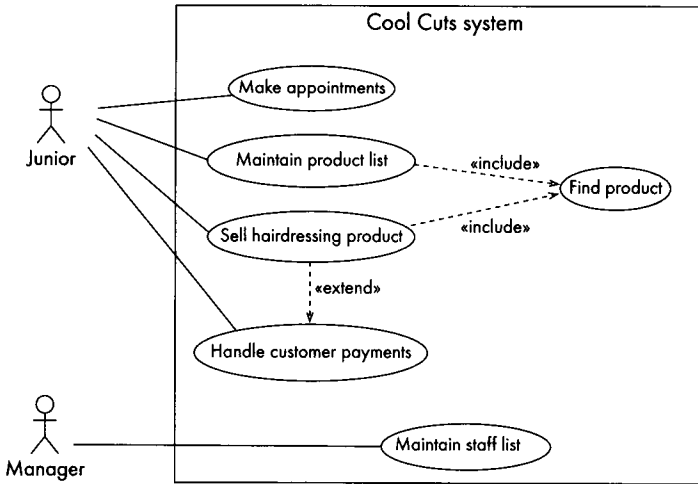 Cool Cuts system
Make appointments
Junior
Maintain product list
«include»
Find product
Sell hairdressing product
«include»
«extend»
Handle customer payments
Maintain staff list
Manager